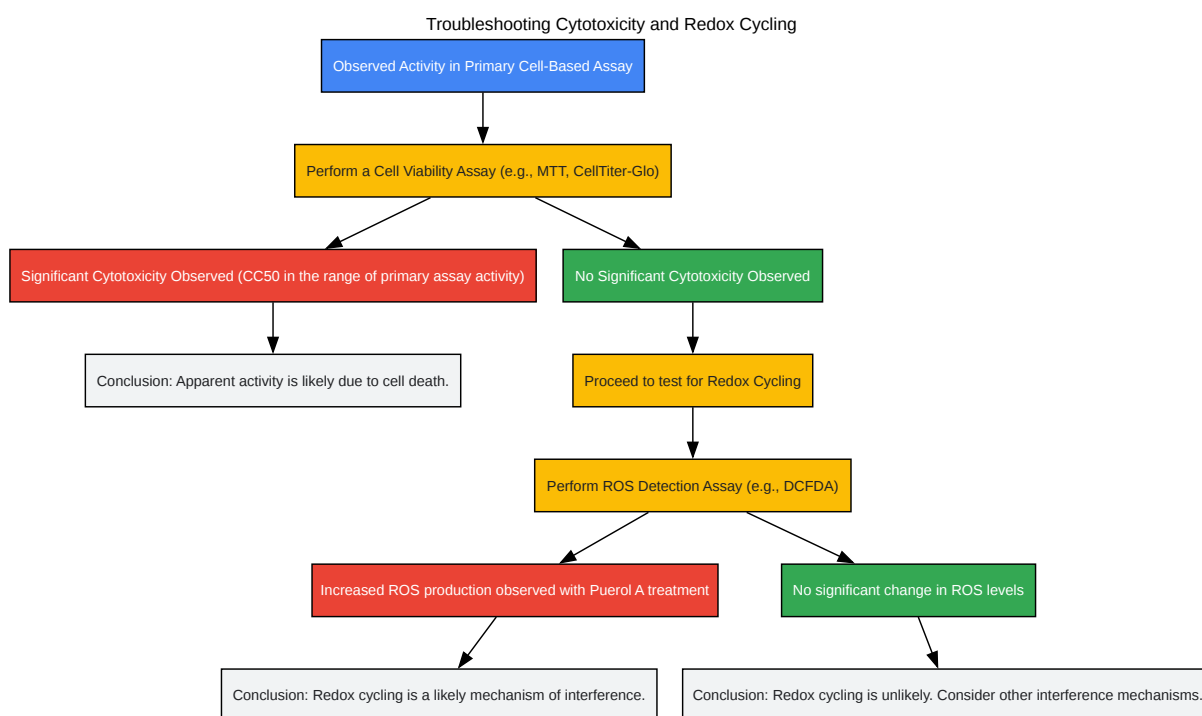 Troubleshooting Cytotoxicity and Redox Cycling
Observed Activity in Primary Cell-Based Assay
Perform a Cell Viability Assay (e.g., MTT, CellTiter-Glo)
Significant Cytotoxicity Observed (CC50 in the range of primary assay activity)
No Significant Cytotoxicity Observed
Conclusion: Apparent activity is likely due to cell death.
Proceed to test for Redox Cycling
Perform ROS Detection Assay (e.g., DCFDA)
Increased ROS production observed with Puerol A treatment
No significant change in ROS levels
Conclusion: Redox cycling is a likely mechanism of interference.
Conclusion: Redox cycling is unlikely. Consider other interference mechanisms.